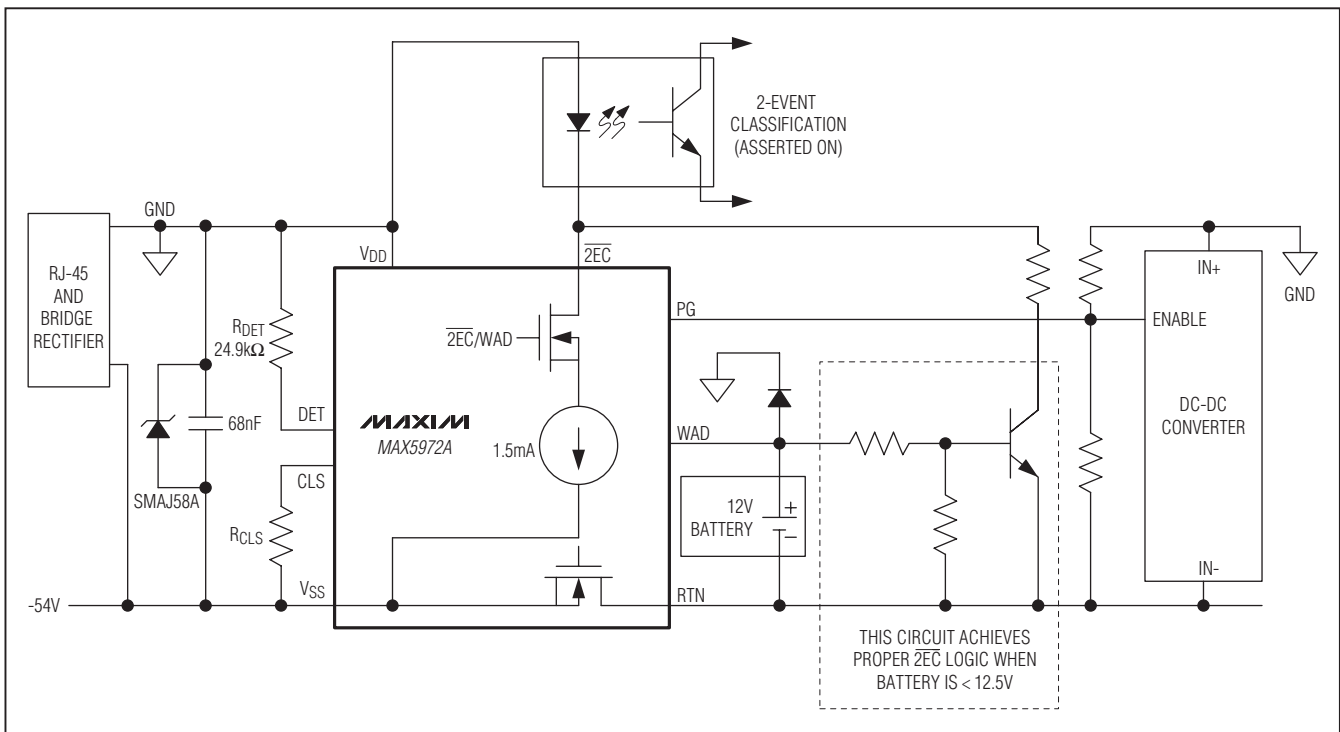 2-EVENT
CLASSIFICATION
(ASSERTED ON)
GND
RJ-45
AND
BRIDGE
RECTIFIER
VDD
2EC
IN+
GND
RDET
24.9kΩ
2EC/WAD
PG
ENABLE
DC-DC
CONVERTER
68nF
DET
MAXIM
MAX5972A
1.5mA
WAD
SMAJ58A
CLS
12V
BATTERY
+
-
RCLS
IN-
-54V
VSS
RTN
THIS CIRCUIT ACHIEVES
PROPER 2EC LOGIC WHEN
BATTERY IS < 12.5V